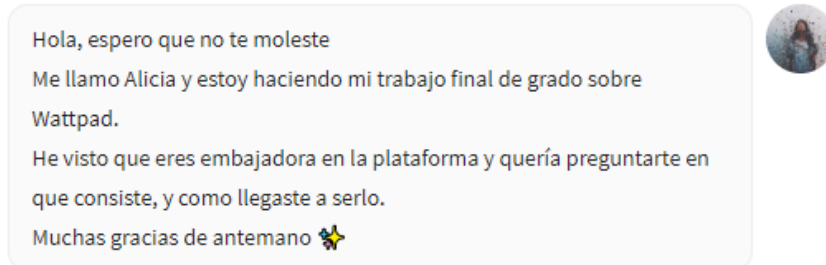 Hola, espero que no te moleste
Me llamo Alicia y estoy haciendo mi trabajo final de grado sobre
Wattpad.
He visto que eres embajadora en la plataforma y quería preguntarte en
que consiste, y como llegaste a serlo.
Muchas gracias de antemano ✨